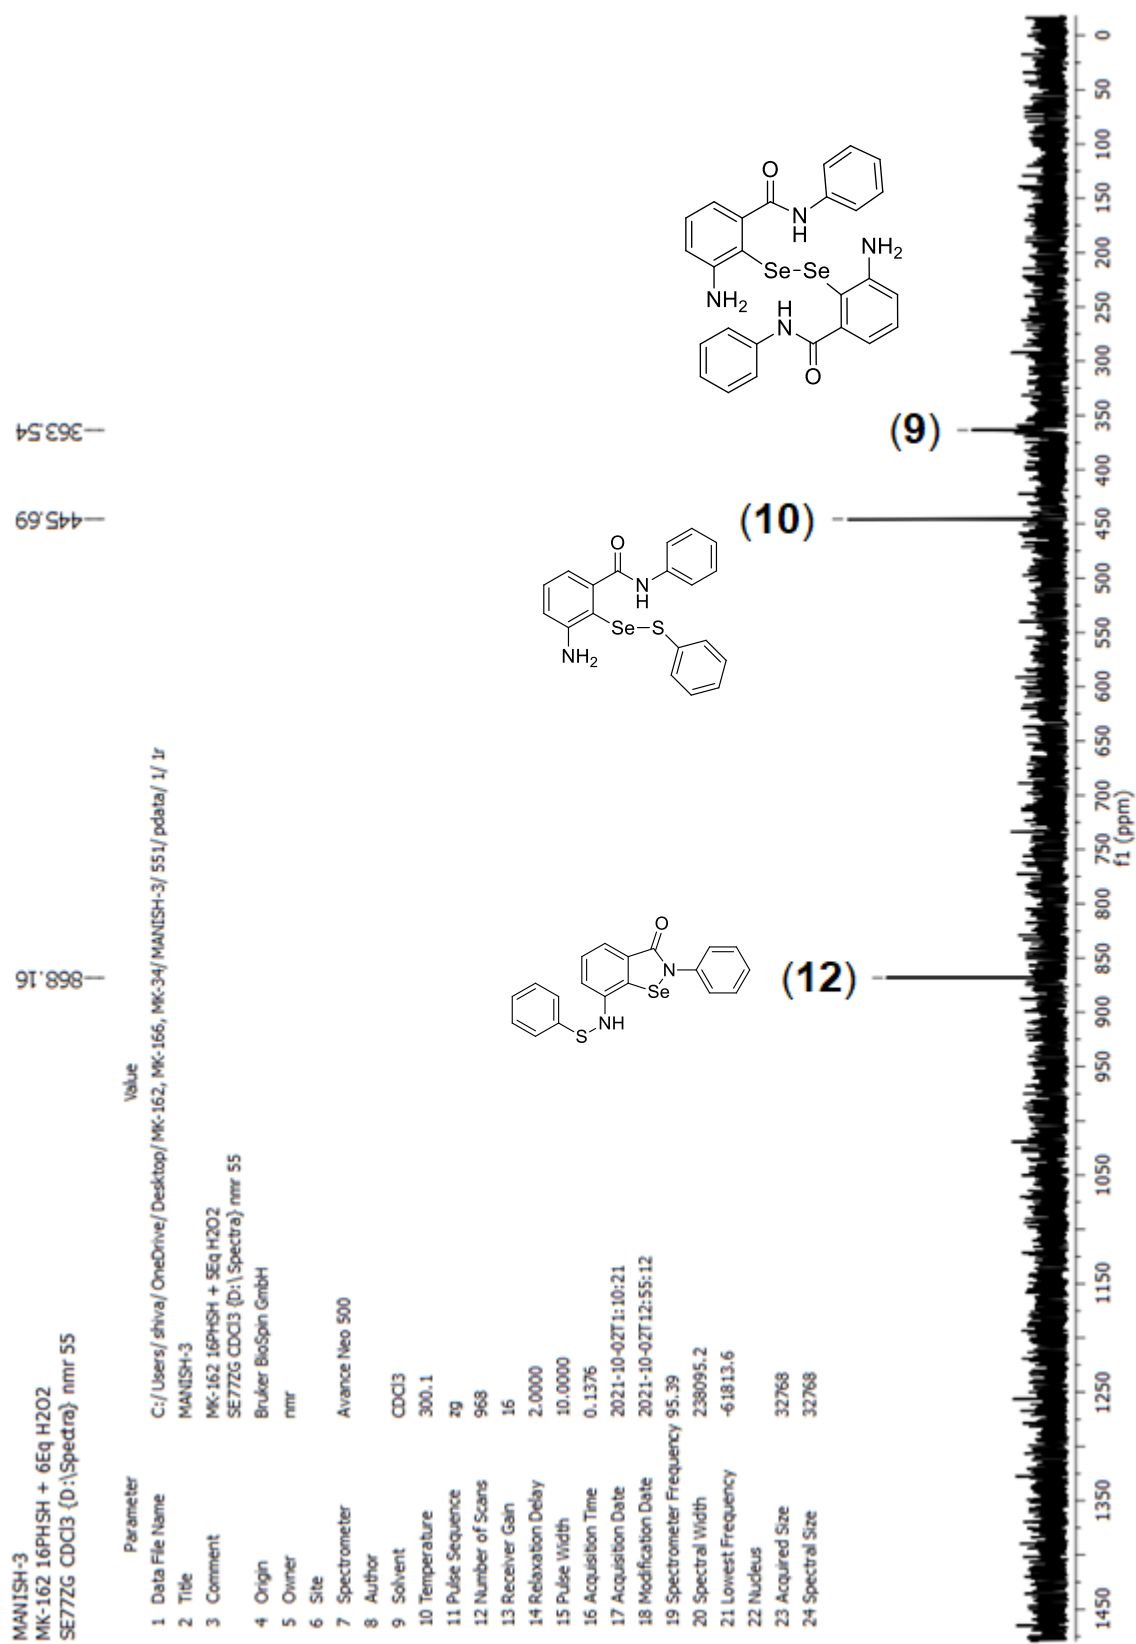 MANISH-3
MK-162 16PHSH + 6Eq H2O2
SE77ZG CDCl3 {D:\Spectra} nmr 55
Parameter Value
1 Data File Name C:/Users/ shiva/ OneDrive/ Desktop/ MK-162, MK-166, MK-34/ MANISH-3/ 551/ pdata/ 1/ 1r
2 Title MANISH-3
3 Comment MK-162 16PHSH + 5Eq H2O2
SE77ZG CDCl3 {D:\Spectra} nmr 55
4 Origin Bruker BioSpin GmbH
5 Owner nmr
6 Site
7 Spectrometer Avance Neo 500
8 Author
9 Solvent CDCl3
10 Temperature 300.1
11 Pulse Sequence zg
12 Number of Scans 968
13 Receiver Gain 16
14 Relaxation Delay 2.0000
15 Pulse Width 10.0000
16 Acquisition Time 0.1376
17 Acquisition Date 2021-10-02T1:10:21
18 Modification Date 2021-10-02T12:55:12
19 Spectrometer Frequency 95.39
20 Spectral Width 238095.2
21 Lowest Frequency -61813.6
22 Nucleus
23 Acquired Size 32768
24 Spectral Size 32768
868.16
445.69
363.54
O
N
Se
NH
S
(12)
O
N
H
Se S
NH2
(10)
O
N
H
NH2
Se Se
NH2
H
N
O
(9)
1450 1350 1250 1150 1050 950 900 850 800 750 700 650 600 550 500 450 400 350 300 250 200 150 100 50 0
f1 (ppm)